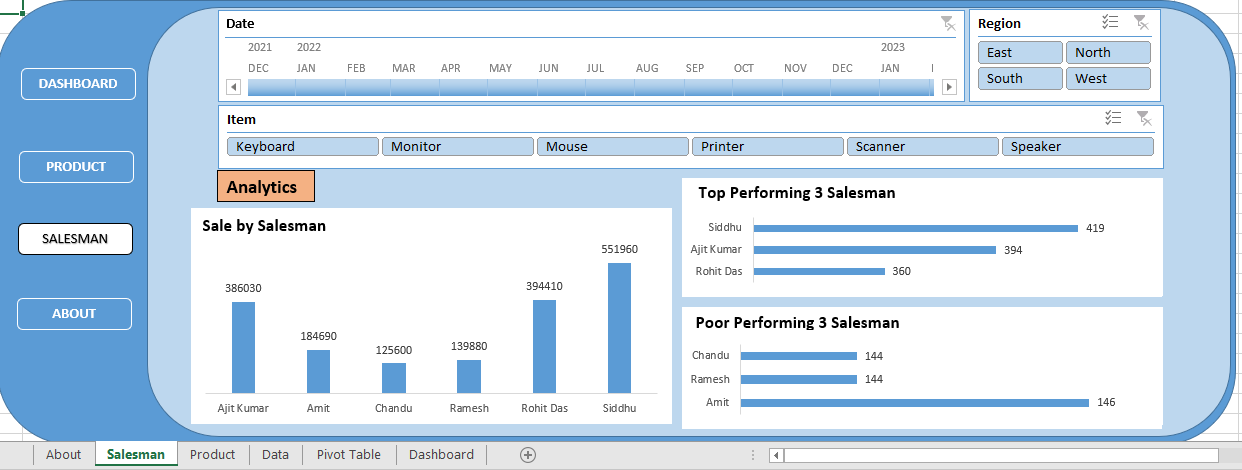 DASHBOARD
PRODUCT
SALESMAN
ABOUT
Date
2021 2022 2023
DEC JAN FEB MAR APR MAY JUN JUL AUG SEP OCT NOV DEC JAN
Region
East North
South West
Item
Keyboard Monitor Mouse Printer Scanner Speaker
Analytics
Sale by Salesman
386030 184690 125600 139880 394410 551960
Ajit Kumar Amit Chandu Ramesh Rohit Das Siddhu
Top Performing 3 Salesman
Siddhu 419
Ajit Kumar 394
Rohit Das 360
Poor Performing 3 Salesman
Chandu 144
Ramesh 144
Amit 146
About Salesman Product Data Pivot Table Dashboard